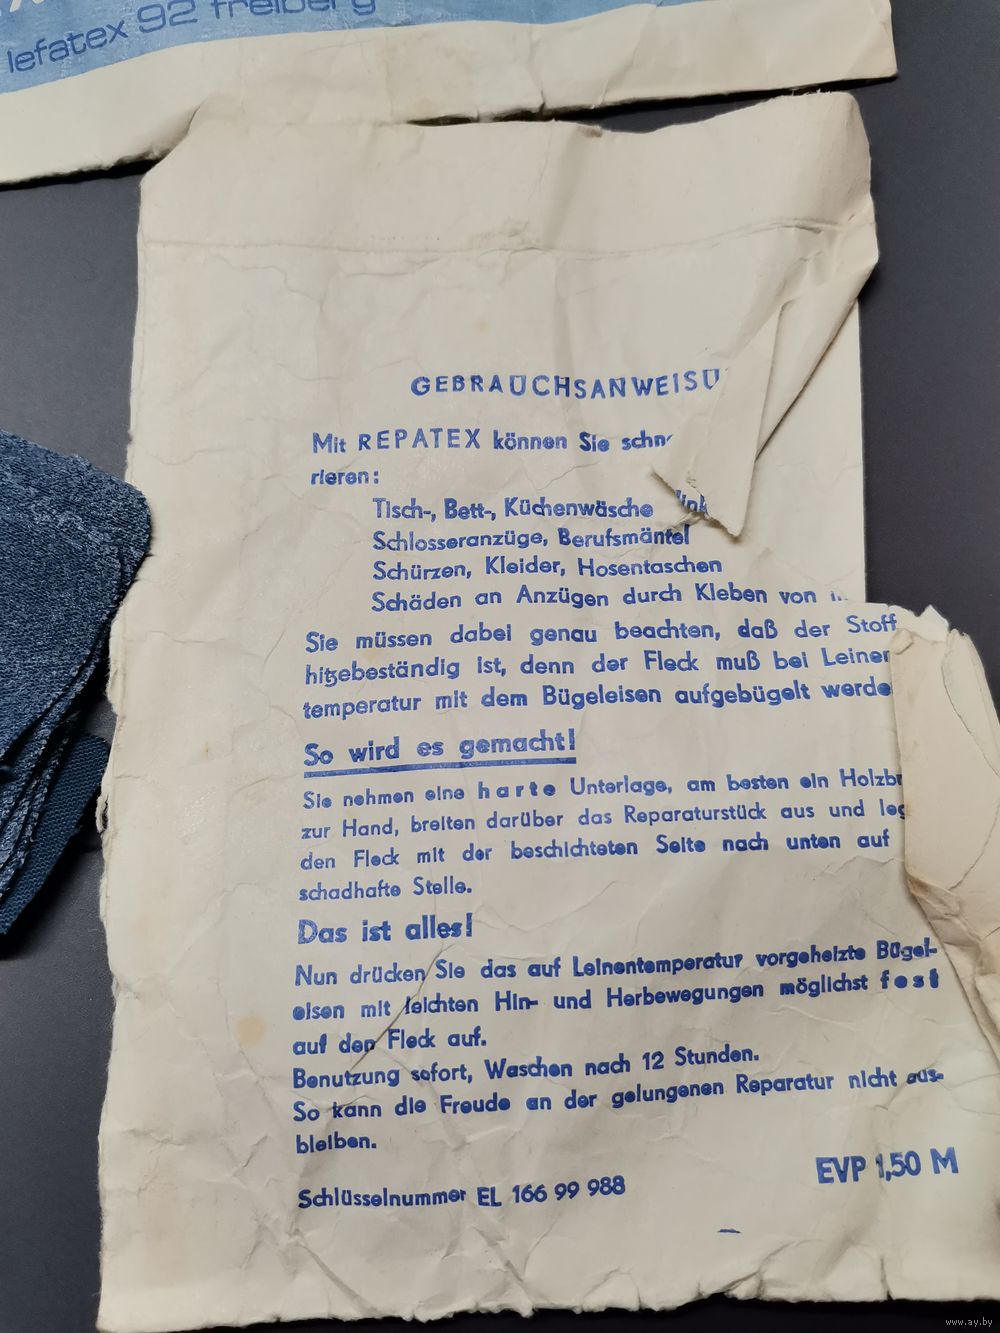 lefatex 92 freiberg
GEBRAUCHSANWEISU
Mit REPATEX können Sie schn
rieren:
Tisch-, Bett-, Küchenwäsche
Schlosseranzüge, Berufsmäntel
Schürzen, Kleider, Hosentaschen
Schäden an Anzügen durch Kleben von
Sie müssen dabei genau beachten, daß der Stoff
hitzebeständig ist, denn der Fleck muß bei Leinen
temperatur mit dem Bügeleisen aufgebügelt werde
So wird es gemacht!
Sie nehmen eine harte Unterlage, am besten ein Holzbr
zur Hand, breiten darüber das Reparaturstück aus und leg
den Fleck mit der beschichteten Seite nach unten auf
schadhafte Stelle.
Das ist alles!
Nun drücken Sie das auf Leinentemperatur vorgeheizte Bügel-
eisen mit leichten Hin- und Herbewegungen möglichst fest
auf den Fleck auf.
Benutzung sofort, Waschen nach 12 Stunden.
So kann die Freude an der gelungenen Reparatur nicht aus-
bleiben.
EVP 1,50 M
Schlüsselnummer EL 166 99 988
www.ay.by